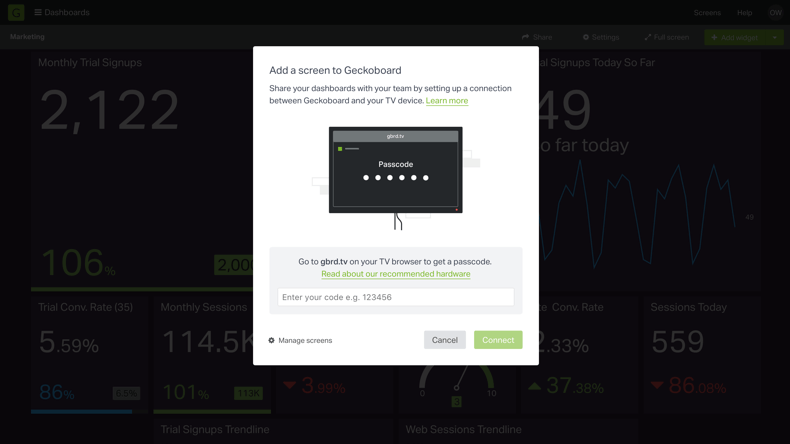 G
Dashboards
Screens
Help
OW
Marketing
Share
Settings
Full screen
Add widget
Monthly Trial Signups
2,122
106%
2,000
Signups Today So Far
49
so far today
49
Add a screen to Geckoboard
Share your dashboards with your team by setting up a connection
between Geckoboard and your TV device. Learn more
gbrd.tv
Passcode
Go to gbrd.tv on your TV browser to get a passcode.
Read about our recommended hardware
Enter your code e.g. 123456
Manage screens
Cancel
Connect
Trial Conv. Rate (35)
5.59%
86%
6.5%
Monthly Sessions
114.5K
101%
113K
3.99%
0
10
3
Conv. Rate
2.33%
37.38%
Sessions Today
559
86.08%
Trial Signups Trendline
Web Sessions Trendline